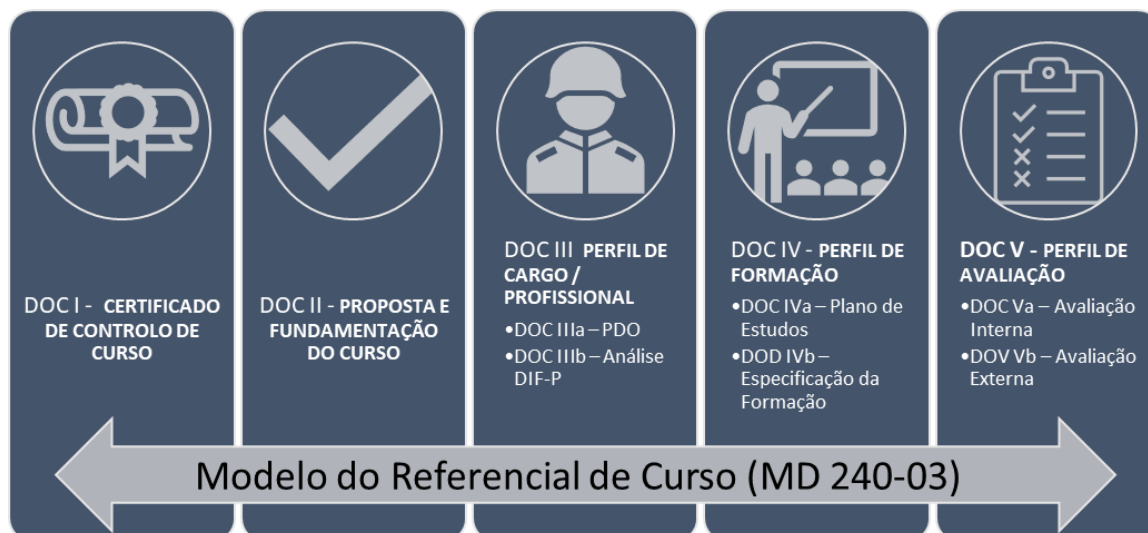 DOC I - CERTIFICADO
DE CONTROLO DE
CURSO
DOC II - PROPOSTA E
FUNDAMENTAÇÃO
DO CURSO
DOC III PERFIL DE
CARGO /
PROFISSIONAL
•DOC IIIa – PDO
•DOC IIIb – Análise
DIF-P
DOC IV - PERFIL DE
FORMAÇÃO
•DOC IVa – Plano de
Estudos
•DOD IVb –
Especificação da
Formação
DOC V - PERFIL DE
AVALIAÇÃO
•DOC Va – Avaliação
Interna
•DOV Vb – Avaliação
Externa
Modelo do Referencial de Curso (MD 240-03)